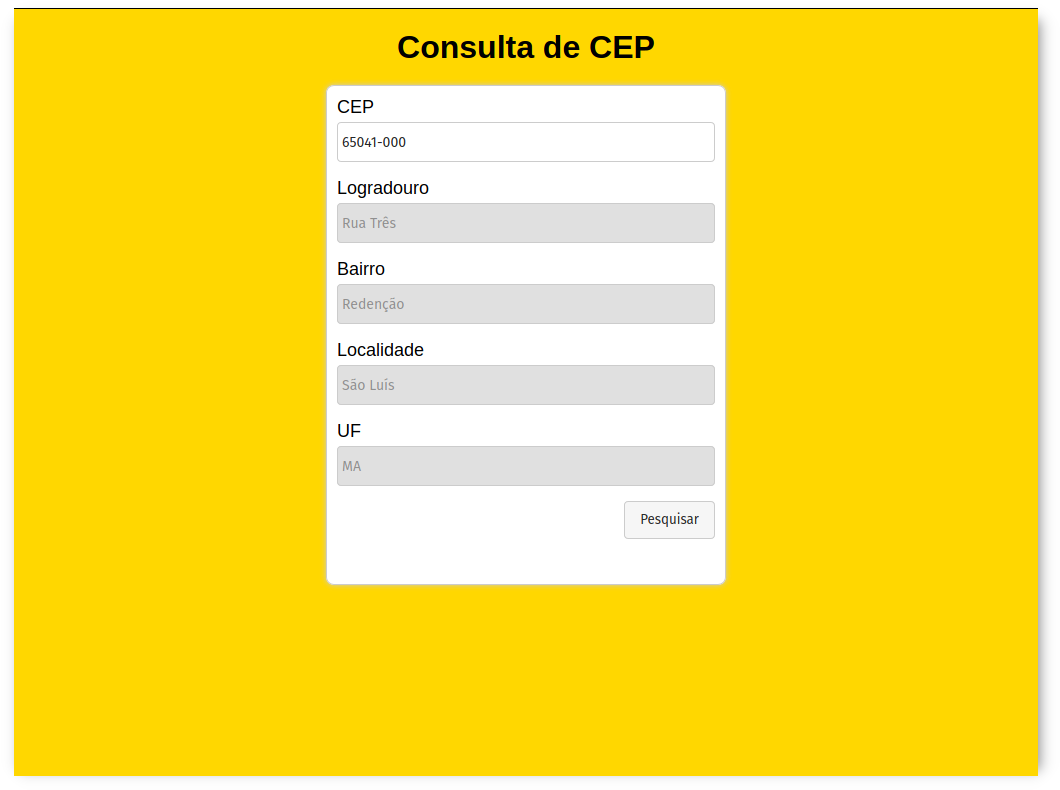 Consulta de CEP
CEP
65041-000
Logradouro
Rua Três
Bairro
Redenção
Localidade
São Luís
UF
MA
Pesquisar